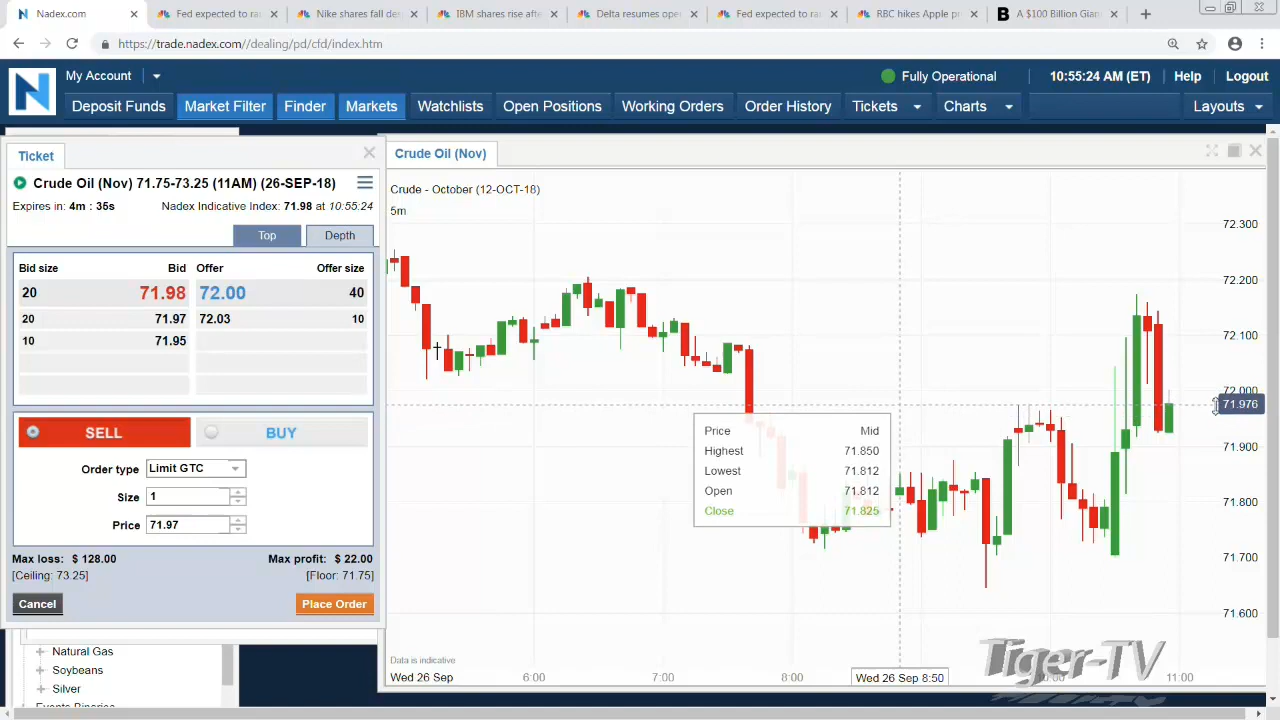 Nadex.com
Fed expected to rau
Nike shares fall des
IBM shares rise afte
Delta resumes ope
Fed expected to rau
RBC hikes Apple pr
B
A $100 Billion Gian
https://trade.nadex.com//dealing/pd/cfd/index.htm
N
My Account
Fully Operational
10:55:24 AM (ET)
Help
Logout
Deposit Funds
Market Filter
Finder
Markets
Watchlists
Open Positions
Working Orders
Order History
Tickets
Charts
Layouts
Ticket
Crude Oil (Nov) 71.75-73.25 (11AM) (26-SEP-18)
Expires in: 4m : 35s
Nadex Indicative Index: 71.98 at 10:55:24
Top
Depth
Bid size Bid Offer Offer size
20 71.98 72.00 40
20 71.97 72.03 10
10 71.95
SELL
BUY
Order type Limit GTC
Size 1
Price 71.97
Max loss: $ 128.00
Max profit: $ 22.00
[Ceiling: 73.25]
[Floor: 71.75]
Cancel
Place Order
Natural Gas
Soybeans
Silver
Events Binaries
Crude Oil (Nov)
Crude - October (12-OCT-18)
5m
72.300
72.200
72.100
72.000
71.976
71.900
71.800
71.700
71.600
Price Mid
Highest 71.850
Lowest 71.812
Open 71.812
Close 71.825
Data is indicative
Wed 26 Sep
6:00
7:00
8:00
Wed 26 Sep 8:50
11:00
Tiger-TV